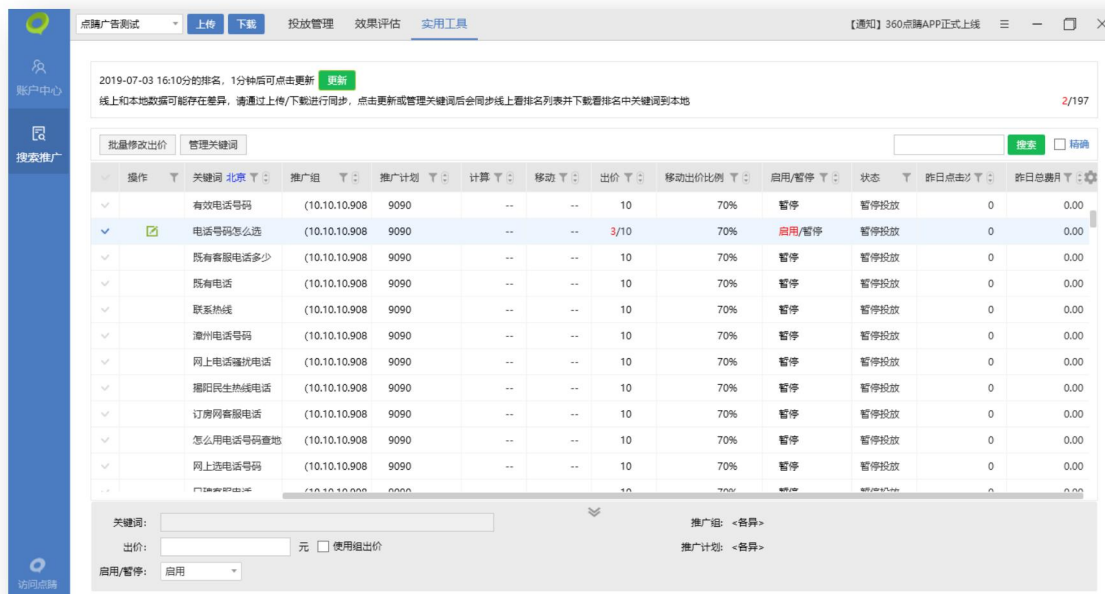 点睛广告测试 上传 下载 投放管理 效果评估 实用工具 【通知】360点睛APP正式上线
账户中心
搜索推广
访问点睛
2019-07-03 16:10分的排名，1分钟后可点击更新 更新
线上和本地数据可能存在差异，请通过上传/下载进行同步，点击更新或管理关键词后会同步线上看排名列表并下载看排名中关键词到本地 2/197
批量修改出价 管理关键词 搜索 精确
操作 关键词 北京 推广组 推广计划 计算 移动 出价 移动出价比例 启用/暂停 状态 昨日点击 昨日总费用
有效电话号码 (10.10.10.908 9090 -- -- 10 70% 暂停 暂停投放 0 0.00
电话号码怎么选 (10.10.10.908 9090 -- -- 3/10 70% 启用/暂停 暂停投放 0 0.00
既有客服电话多少 (10.10.10.908 9090 -- -- 10 70% 暂停 暂停投放 0 0.00
既有电话 (10.10.10.908 9090 -- -- 10 70% 暂停 暂停投放 0 0.00
联系热线 (10.10.10.908 9090 -- -- 10 70% 暂停 暂停投放 0 0.00
漳州电话号码 (10.10.10.908 9090 -- -- 10 70% 暂停 暂停投放 0 0.00
网上电话骚扰电话 (10.10.10.908 9090 -- -- 10 70% 暂停 暂停投放 0 0.00
揭阳民生热线电话 (10.10.10.908 9090 -- -- 10 70% 暂停 暂停投放 0 0.00
订房网客服电话 (10.10.10.908 9090 -- -- 10 70% 暂停 暂停投放 0 0.00
怎么用电话号码查地 (10.10.10.908 9090 -- -- 10 70% 暂停 暂停投放 0 0.00
网上选电话号码 (10.10.10.908 9090 -- -- 10 70% 暂停 暂停投放 0 0.00
关键词: 推广组: <各异>
出价: 元 使用组出价 推广计划: <各异>
启用/暂停: 启用